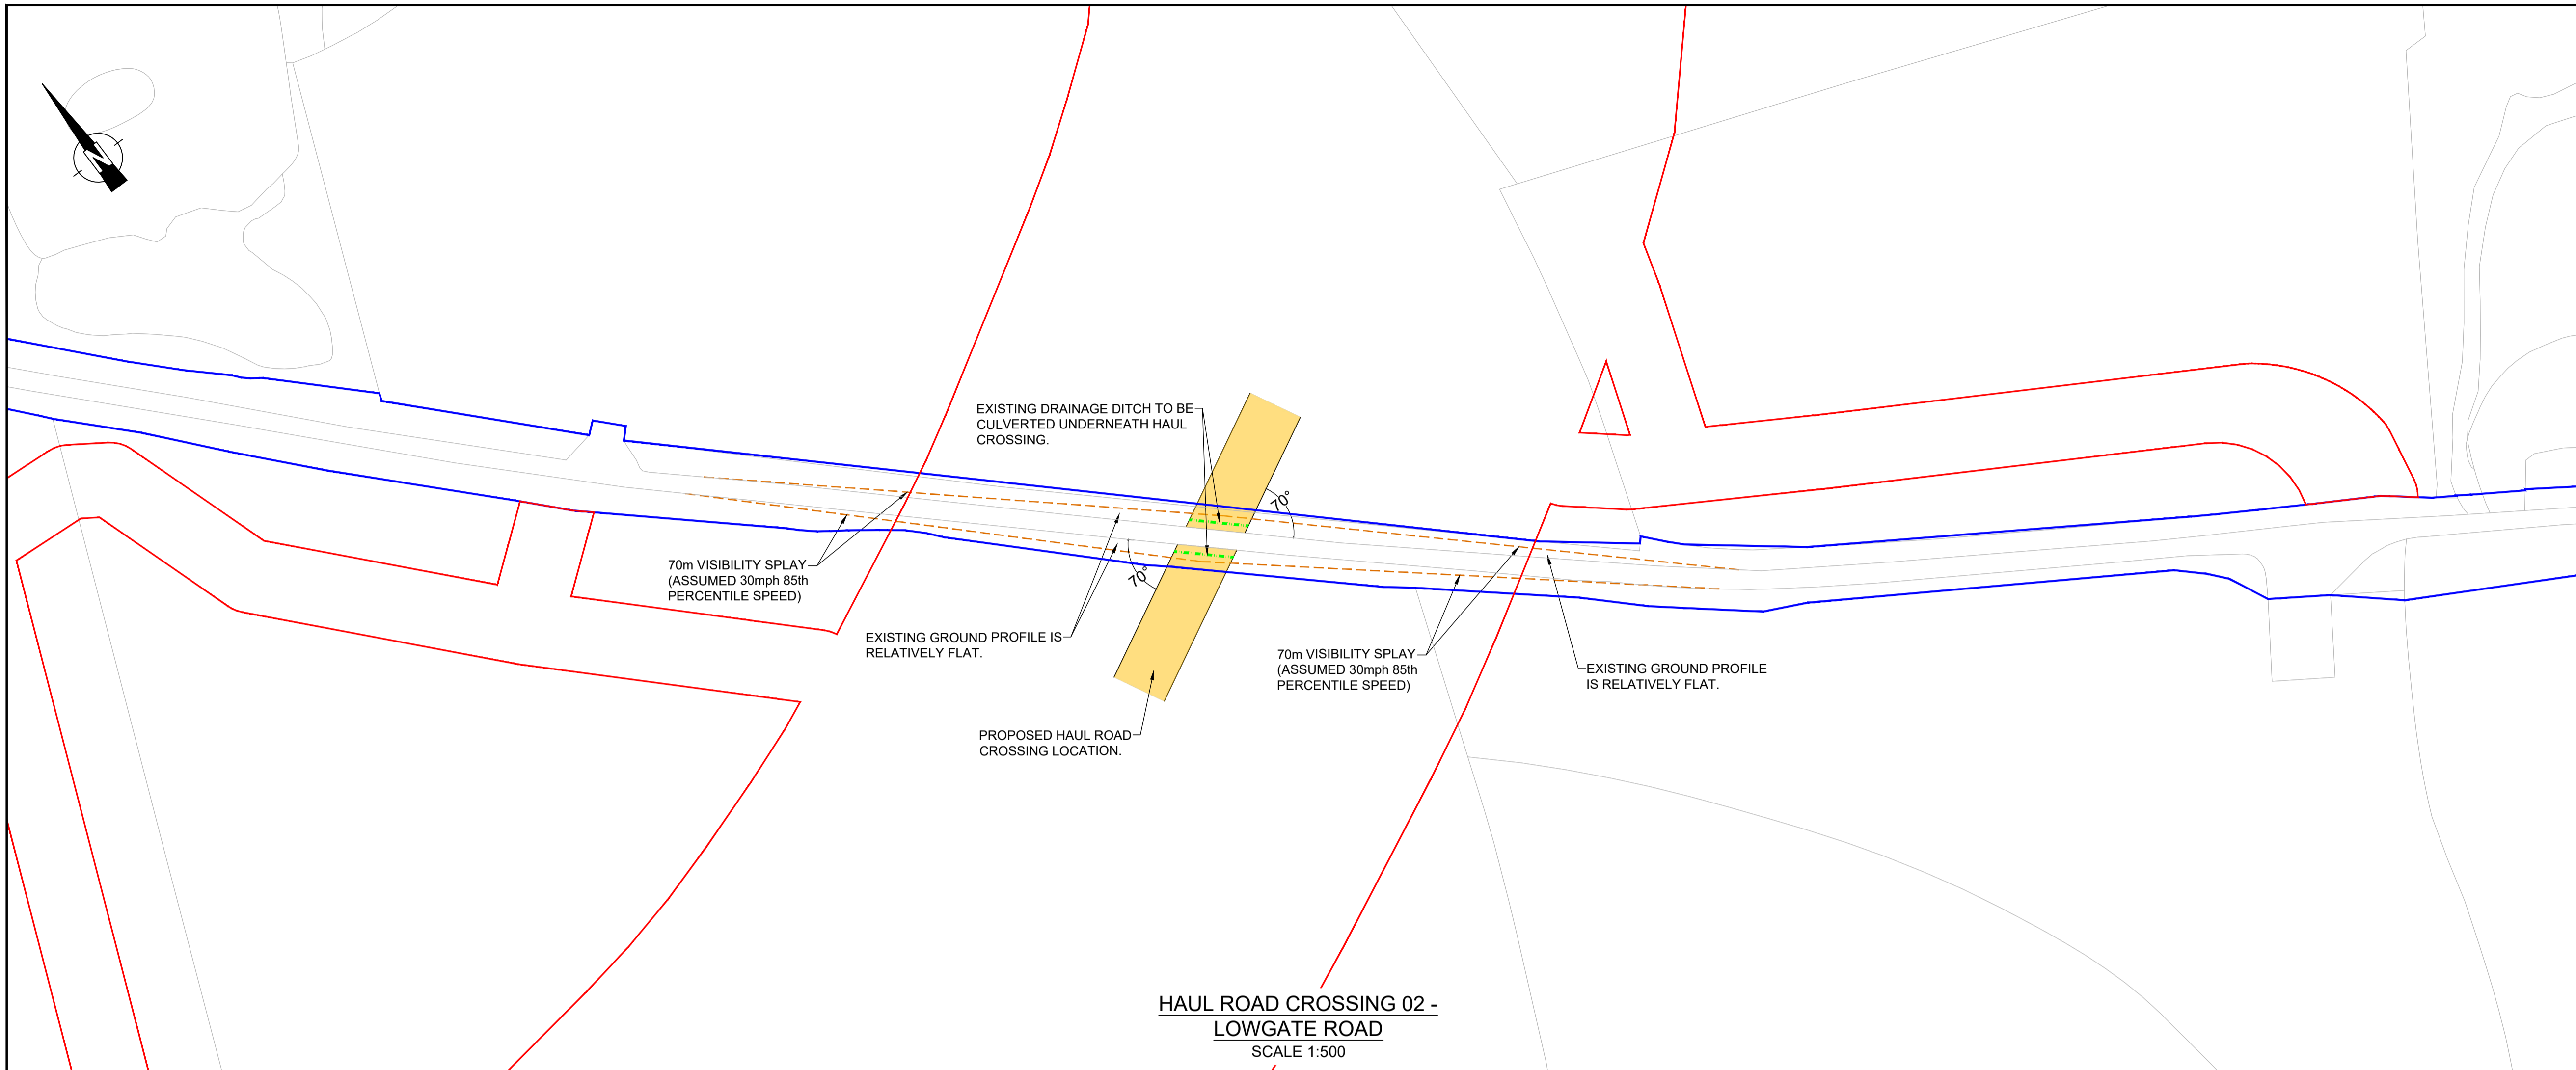 N
EXISTING DRAINAGE DITCH TO BE
CULVERTED UNDERNEATH HAUL
CROSSING.
70°
70°
70m VISIBILITY SPLAY
(ASSUMED 30mph 85th
PERCENTILE SPEED)
EXISTING GROUND PROFILE IS
RELATIVELY FLAT.
70m VISIBILITY SPLAY
(ASSUMED 30mph 85th
PERCENTILE SPEED)
EXISTING GROUND PROFILE
IS RELATIVELY FLAT.
PROPOSED HAUL ROAD
CROSSING LOCATION.
HAUL ROAD CROSSING 02 -
LOWGATE ROAD
SCALE 1:500